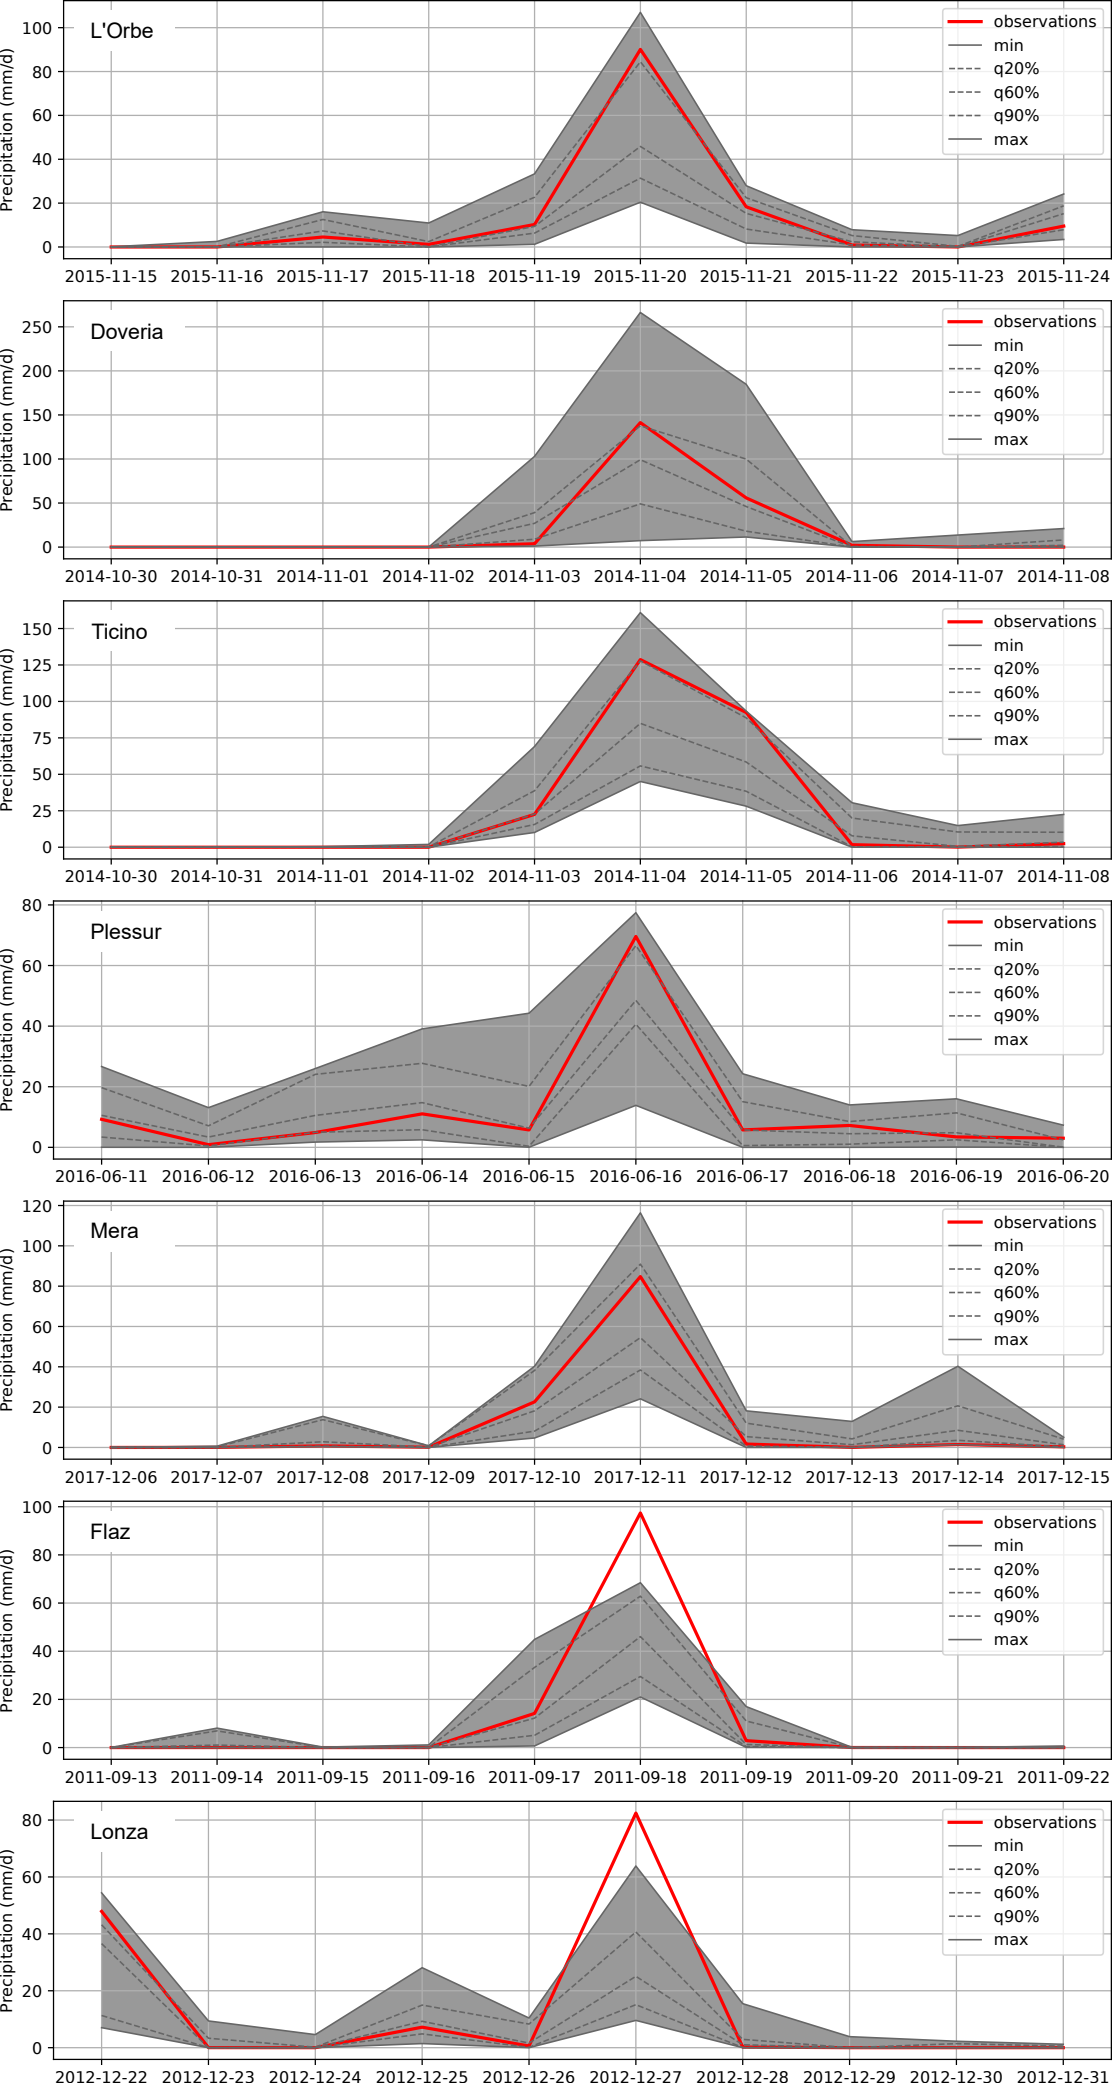 L'Orbe
Precipitation (mm/d)
100
80
60
40
20
0
observations
min
q20%
q60%
q90%
max
2015-11-15 2015-11-16 2015-11-17 2015-11-18 2015-11-19 2015-11-20 2015-11-21 2015-11-22 2015-11-23 2015-11-24
Doveria
Precipitation (mm/d)
250
200
150
100
50
0
observations
min
q20%
q60%
q90%
max
2014-10-30 2014-10-31 2014-11-01 2014-11-02 2014-11-03 2014-11-04 2014-11-05 2014-11-06 2014-11-07 2014-11-08
Ticino
Precipitation (mm/d)
150
125
100
75
50
25
0
observations
min
q20%
q60%
q90%
max
2014-10-30 2014-10-31 2014-11-01 2014-11-02 2014-11-03 2014-11-04 2014-11-05 2014-11-06 2014-11-07 2014-11-08
Plessur
Precipitation (mm/d)
80
60
40
20
0
observations
min
q20%
q60%
q90%
max
2016-06-11 2016-06-12 2016-06-13 2016-06-14 2016-06-15 2016-06-16 2016-06-17 2016-06-18 2016-06-19 2016-06-20
Mera
Precipitation (mm/d)
120
100
80
60
40
20
0
observations
min
q20%
q60%
q90%
max
2017-12-06 2017-12-07 2017-12-08 2017-12-09 2017-12-10 2017-12-11 2017-12-12 2017-12-13 2017-12-14 2017-12-15
Flaz
Precipitation (mm/d)
100
80
60
40
20
0
observations
min
q20%
q60%
q90%
max
2011-09-13 2011-09-14 2011-09-15 2011-09-16 2011-09-17 2011-09-18 2011-09-19 2011-09-20 2011-09-21 2011-09-22
Lonza
Precipitation (mm/d)
80
60
40
20
0
observations
min
q20%
q60%
q90%
max
2012-12-22 2012-12-23 2012-12-24 2012-12-25 2012-12-26 2012-12-27 2012-12-28 2012-12-29 2012-12-30 2012-12-31